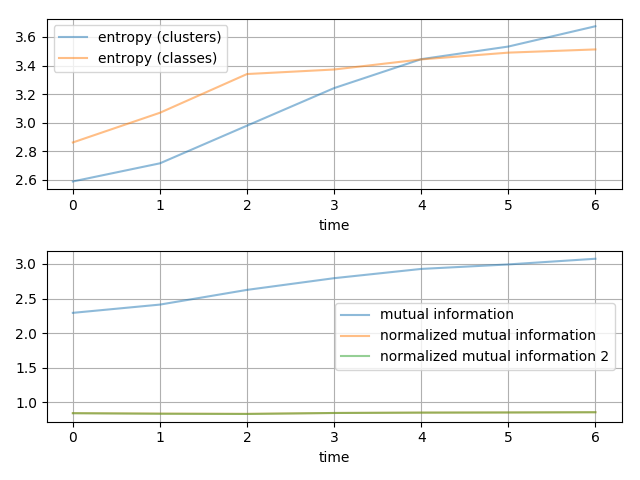 entropy (clusters)
entropy (classes)
3.6
3.4
3.2
3.0
2.8
2.6
0 1 2 3 4 5 6
time
mutual information
normalized mutual information
normalized mutual information 2
3.0
2.5
2.0
1.5
1.0
0 1 2 3 4 5 6
time